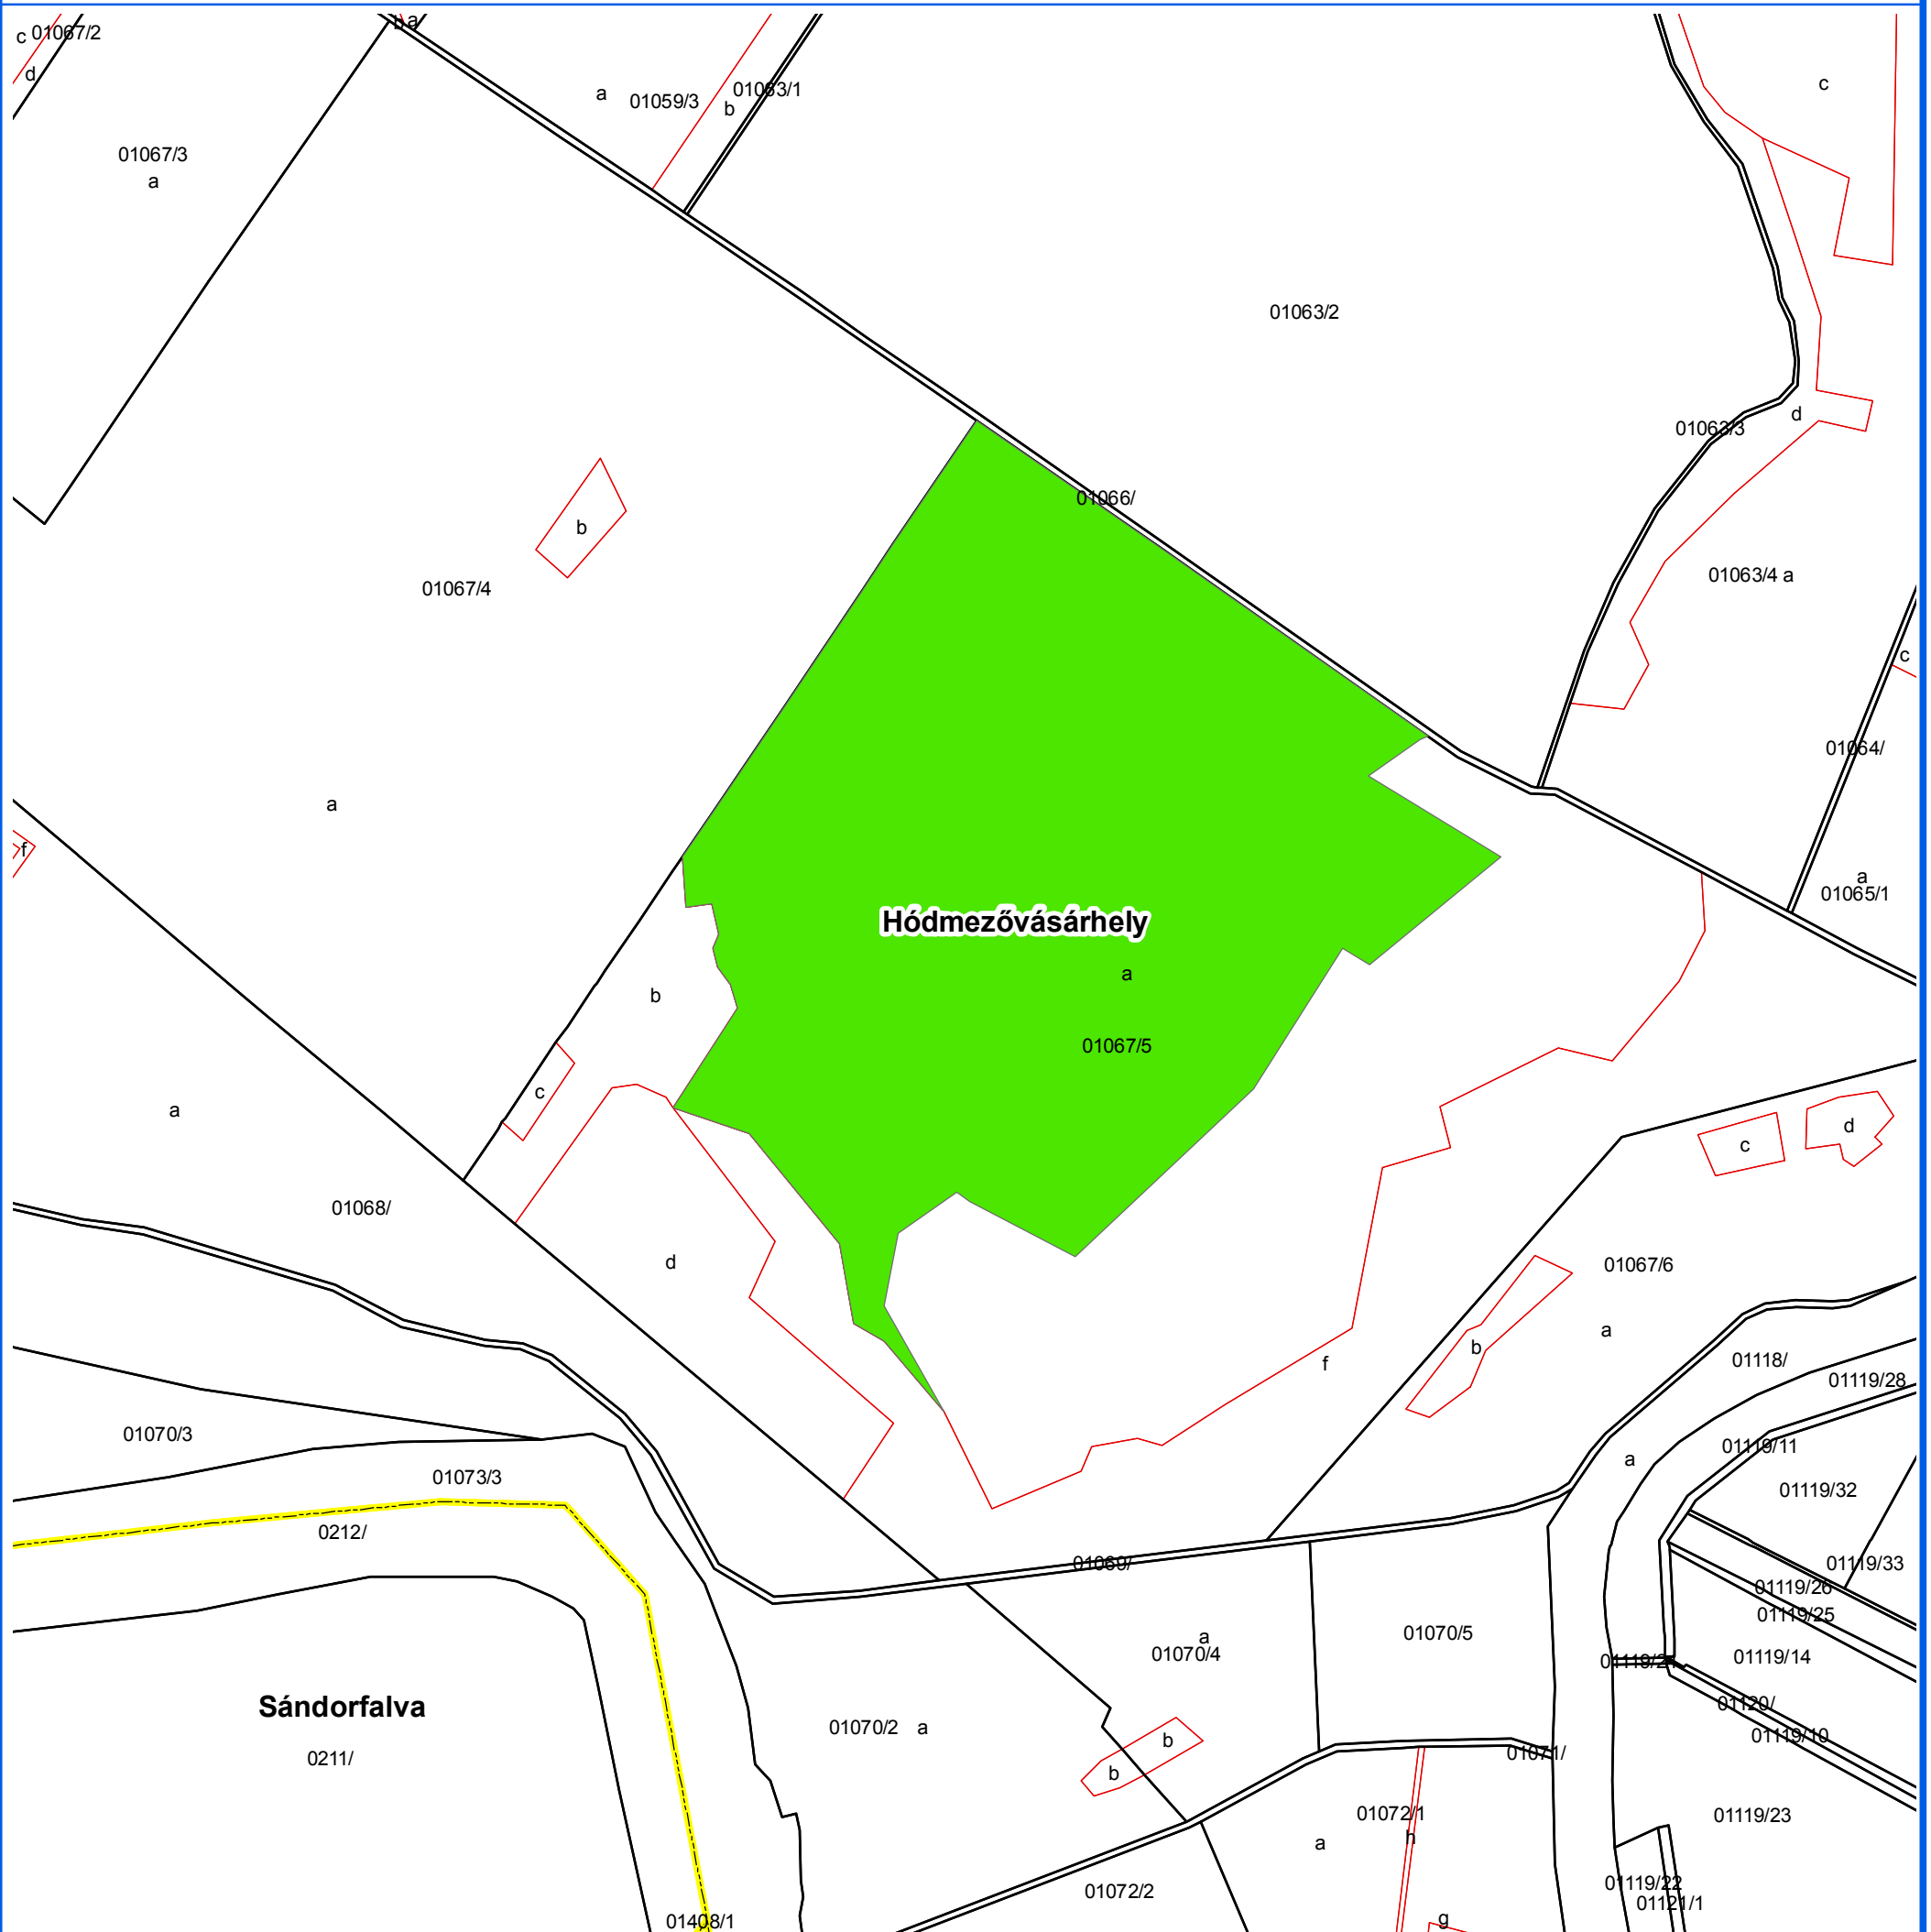 b a
c 01067/2
d
01063/1
a
01059/3
b
c
01067/3
a
01063/2
d
01063/3
01066/
b
01063/4 a
01067/4
c
01064/
a
f
a
01065/1
Hódmezővásárhely
a
b
01067/5
c
a
d
c
01068/
d
01067/6
a
b
01118/
f
01119/28
01070/3
01119/11
a
01073/3
01119/32
0212/
01069/
01119/33
01119/26
01119/25
01070/5
a
01070/4
01119/14
Sándorfalva
01120/
01070/2 a
b
01119/10
01071/
0211/
b
01072/1
01119/23
h
a
01119/22
01072/2
01121/1
01408/1
g